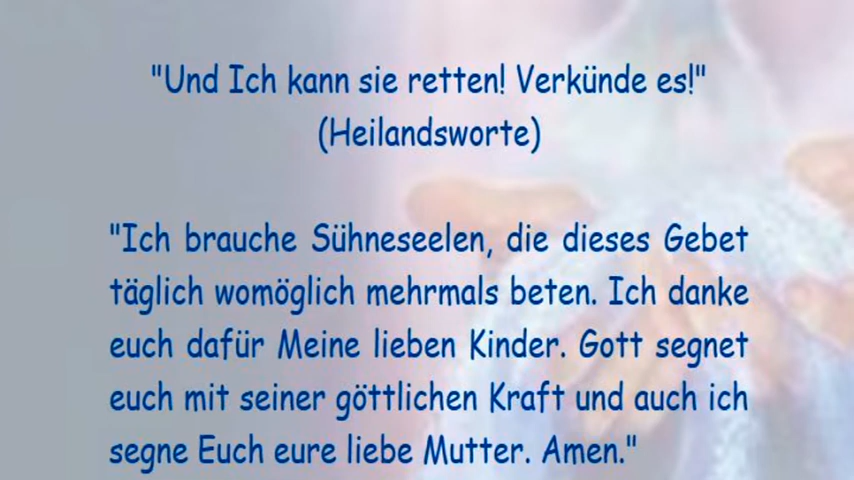 "Und Ich kann sie retten! Verkünde es!"
(Heilandsworte)
"Ich brauche Sühneseelen, die dieses Gebet
täglich womöglich mehrmals beten. Ich danke
euch dafür Meine lieben Kinder. Gott segnet
euch mit seiner göttlichen Kraft und auch ich
segne Euch eure liebe Mutter. Amen."